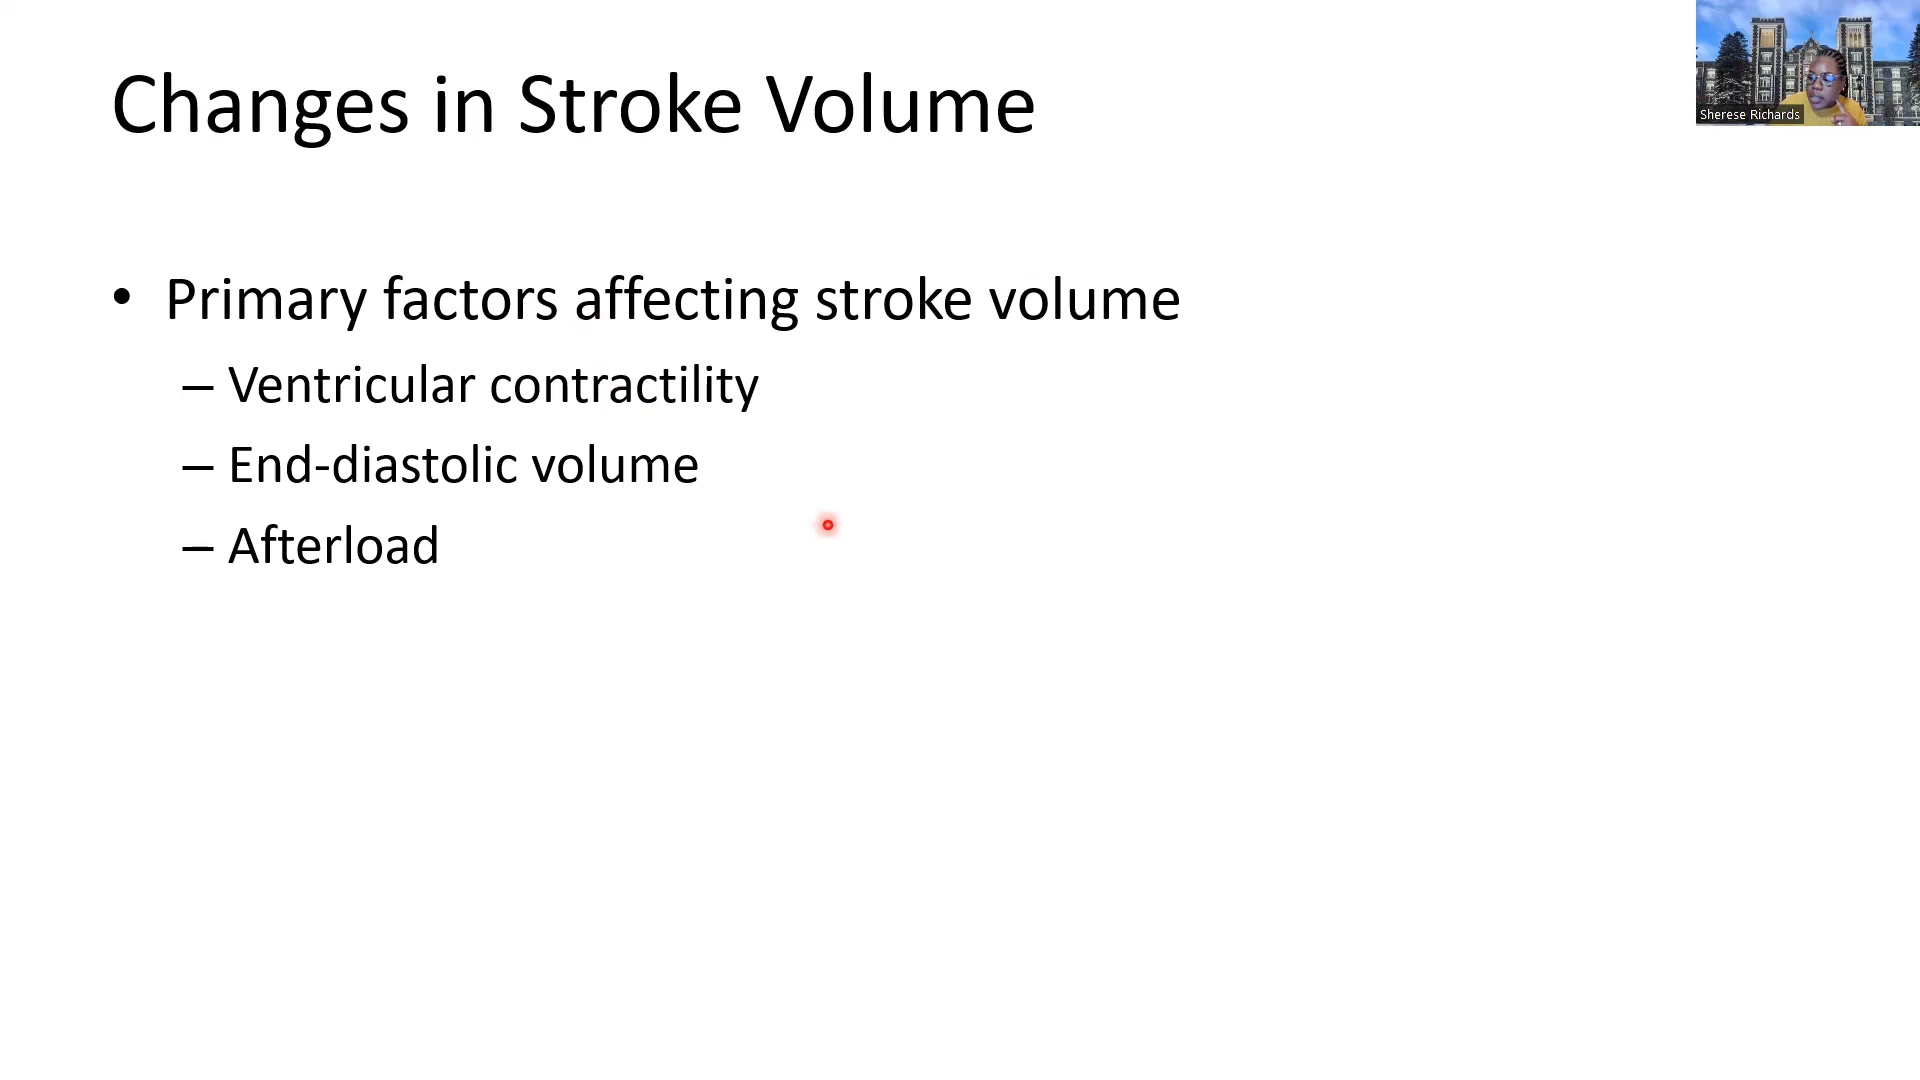 Changes in Stroke Volume
Sherese Richards
• Primary factors affecting stroke volume
– Ventricular contractility
– End-diastolic volume
– Afterload